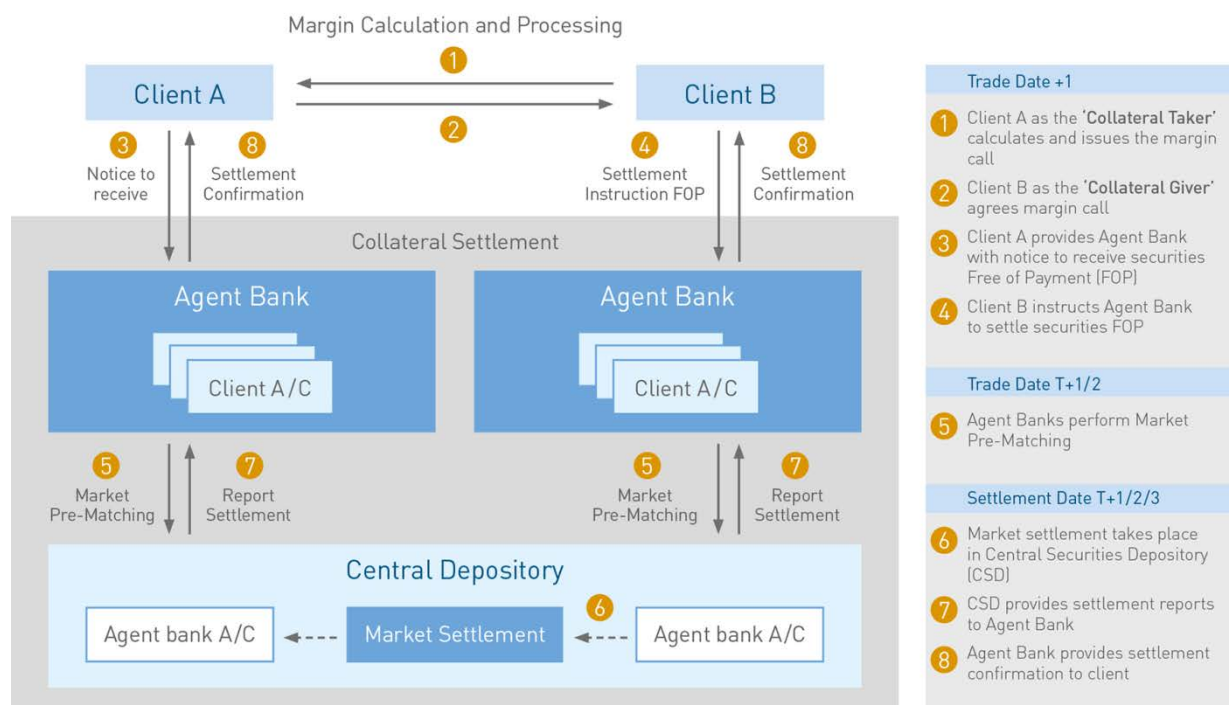 Margin Calculation and Processing
1
Client A
Client B
2
3
Notice to
receive
8
Settlement
Confirmation
4
Settlement
Instruction FOP
8
Settlement
Confirmation
Collateral Settlement
Agent Bank
Client A/C
Agent Bank
Client A/C
5
Market
Pre-Matching
7
Report
Settlement
5
Market
Pre-Matching
7
Report
Settlement
Central Depository
Agent bank A/C
Market Settlement
6
Agent bank A/C
Trade Date +1
1 Client A as the 'Collateral Taker'
calculates and issues the margin
call
2 Client B as the 'Collateral Giver'
agrees margin call
3 Client A provides Agent Bank
with notice to receive securities
Free of Payment (FOP)
4 Client B instructs Agent Bank
to settle securities FOP
Trade Date T+1/2
5 Agent Banks perform Market
Pre-Matching
Settlement Date T+1/2/3
6 Market settlement takes place
in Central Securities Depository
(CSD)
7 CSD provides settlement reports
to Agent Bank
8 Agent Bank provides settlement
confirmation to client